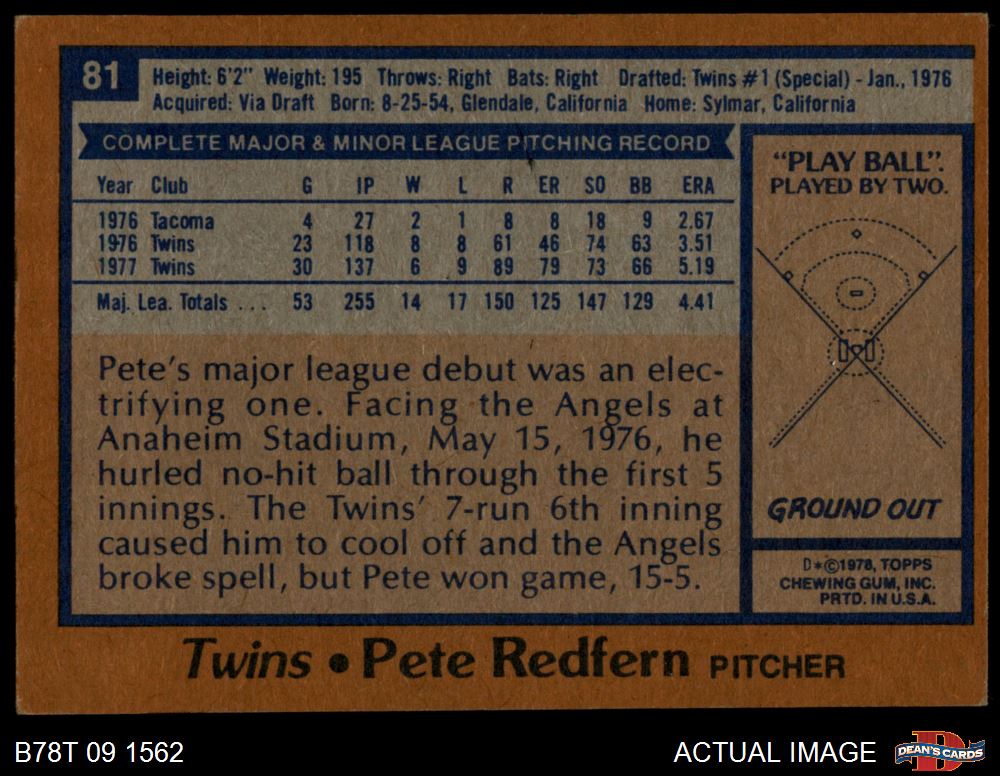 81
Height: 6'2" Weight: 195 Throws: Right Bats: Right Drafted: Twins #1 (Special) - Jan., 1976
Acquired: Via Draft Born: 8-25-54, Glendale, California Home: Sylmar, California
COMPLETE MAJOR & MINOR LEAGUE PITCHING RECORD
Year Club G IP W L R ER SO BB ERA
1976 Tacoma 4 27 2 1 8 8 18 9 2.67
1976 Twins 23 118 8 8 61 46 74 63 3.51
1977 Twins 30 137 6 9 89 79 73 66 5.19
Maj. Lea. Totals ... 53 255 14 17 150 125 147 129 4.41
Pete's major league debut was an elec-
trifying one. Facing the Angels at
Anaheim Stadium, May 15, 1976, he
hurled no-hit ball through the first 5
innings. The Twins' 7-run 6th inning
caused him to cool off and the Angels
broke spell, but Pete won game, 15-5.
"PLAY BALL".
PLAYED BY TWO.
GROUND OUT
D*©1978, TOPPS
CHEWING GUM, INC.
PRTD. IN U.S.A.
Twins • Pete Redfern PITCHER
B78T 09 1562
ACTUAL IMAGE
DEAN'S CARDS